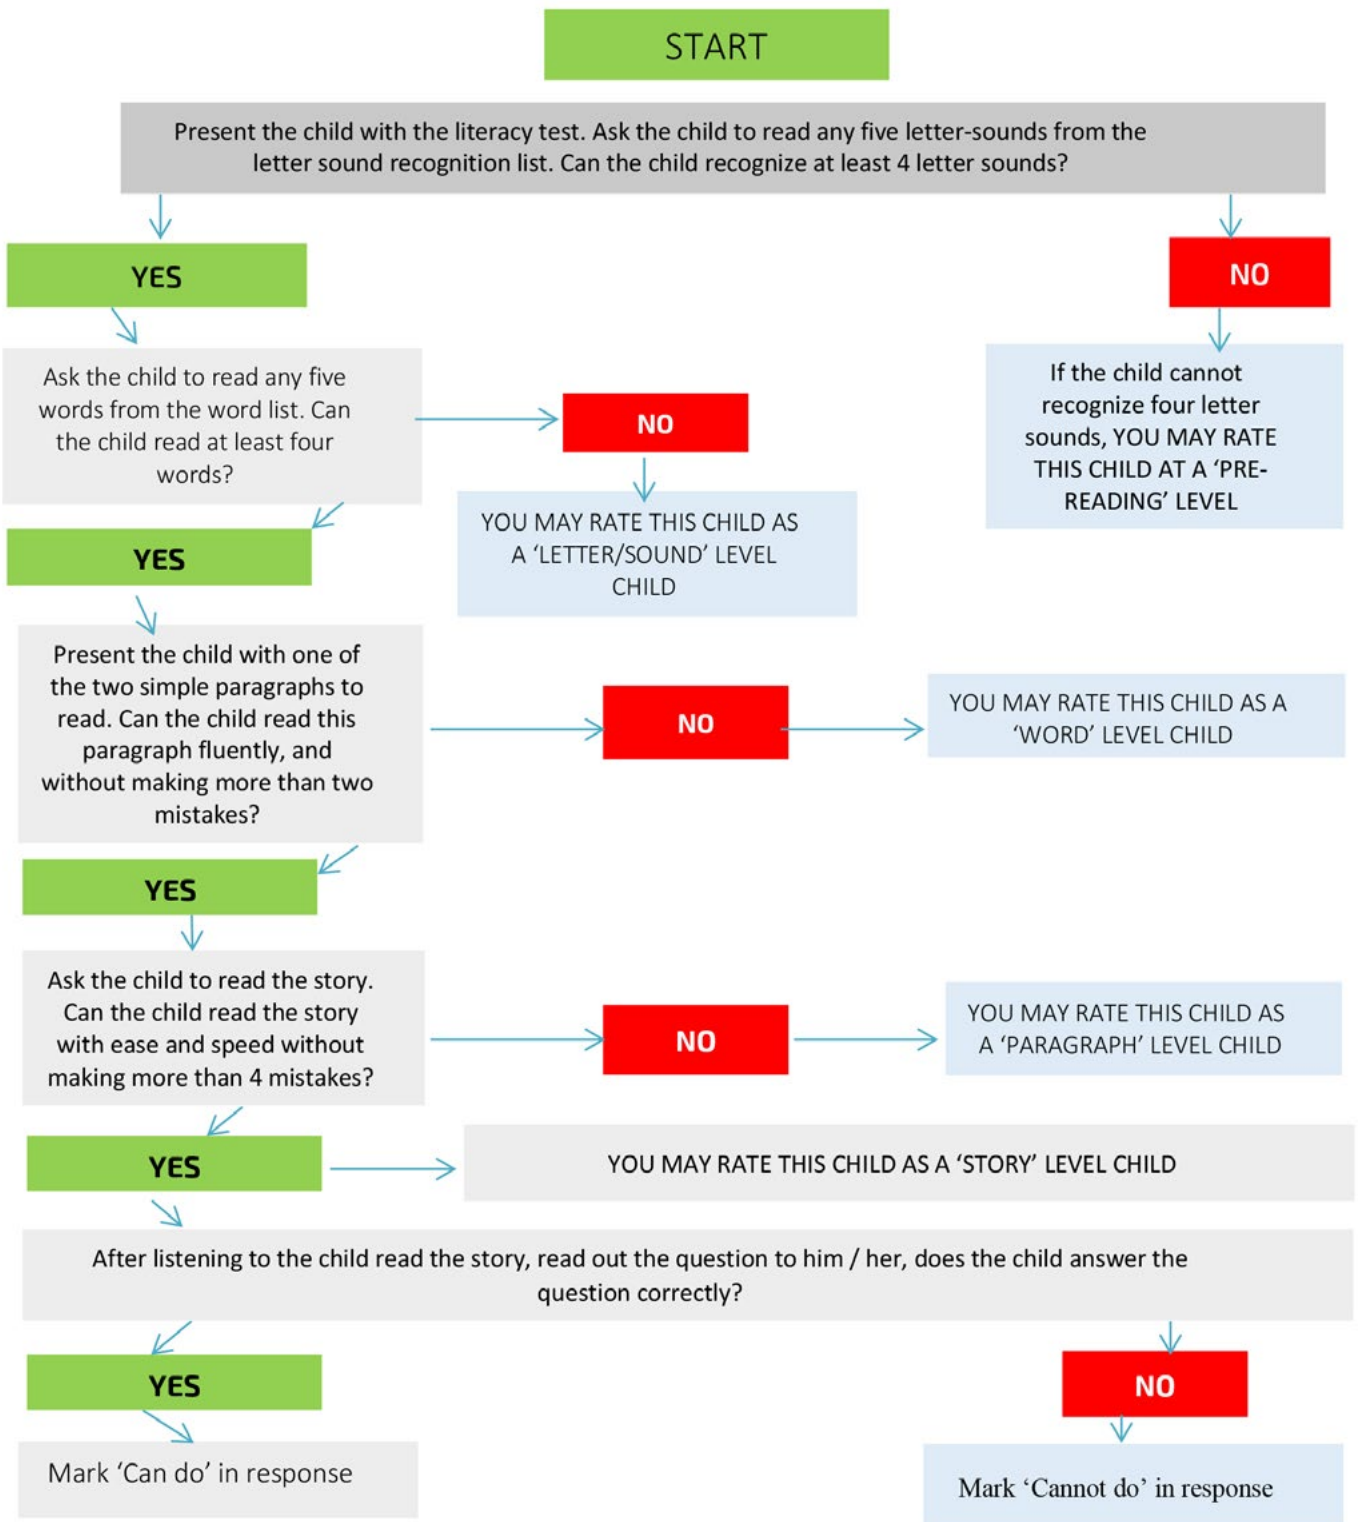 START
Present the child with the literacy test. Ask the child to read any five letter-sounds from the
letter sound recognition list. Can the child recognize at least 4 letter sounds?
YES
NO
Ask the child to read any five
words from the word list. Can
the child read at least four
words?
NO
If the child cannot
recognize four letter
sounds, YOU MAY RATE
THIS CHILD AT A ‘PRE-
READING’ LEVEL
YOU MAY RATE THIS CHILD AS
A ‘LETTER/SOUND’ LEVEL
CHILD
YES
Present the child with one of
the two simple paragraphs to
read. Can the child read this
paragraph fluently, and
without making more than two
mistakes?
NO
YOU MAY RATE THIS CHILD AS A
‘WORD’ LEVEL CHILD
YES
Ask the child to read the story.
Can the child read the story
with ease and speed without
making more than 4 mistakes?
NO
YOU MAY RATE THIS CHILD AS
A ‘PARAGRAPH’ LEVEL CHILD
YES
YOU MAY RATE THIS CHILD AS A ‘STORY’ LEVEL CHILD
After listening to the child read the story, read out the question to him / her, does the child answer the
question correctly?
YES
NO
Mark ‘Can do’ in response
Mark ‘Cannot do’ in response